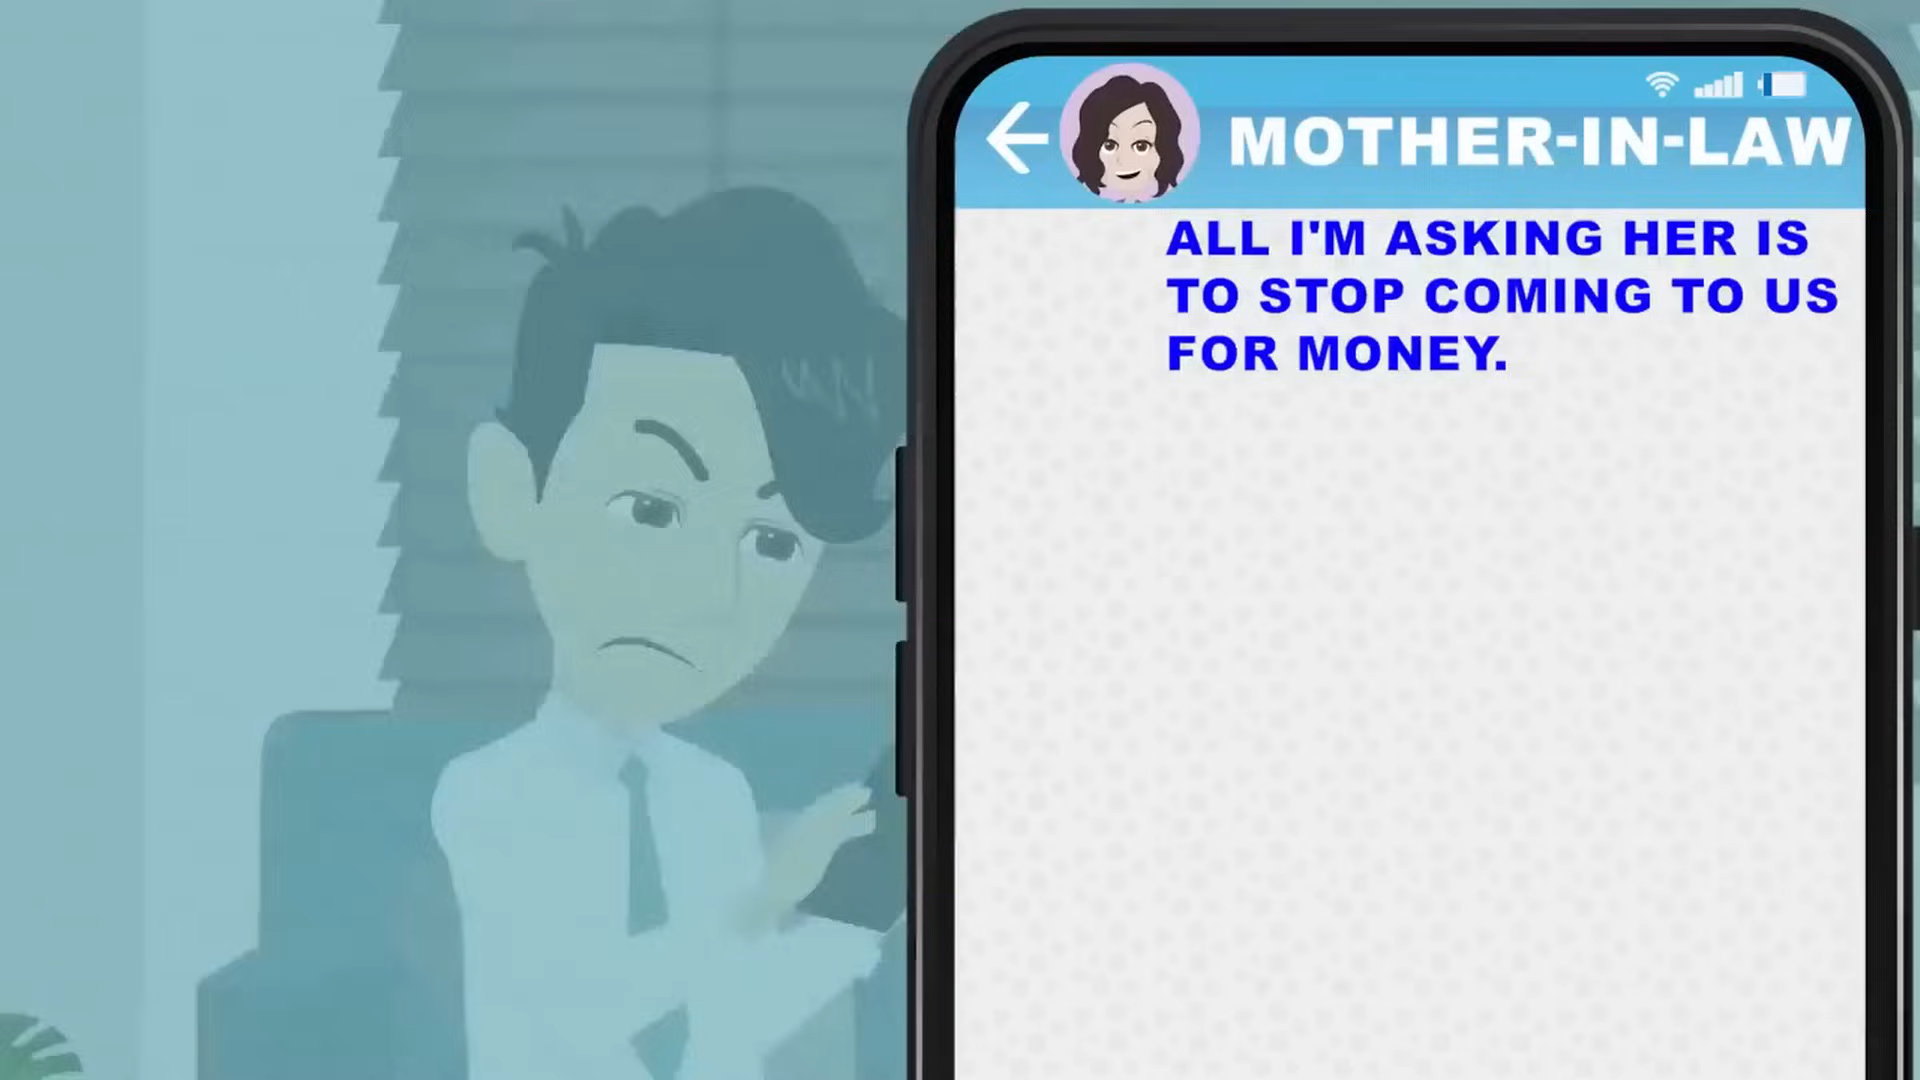 MOTHER-IN-LAW
ALL I'M ASKING HER IS
TO STOP COMING TO US
FOR MONEY.